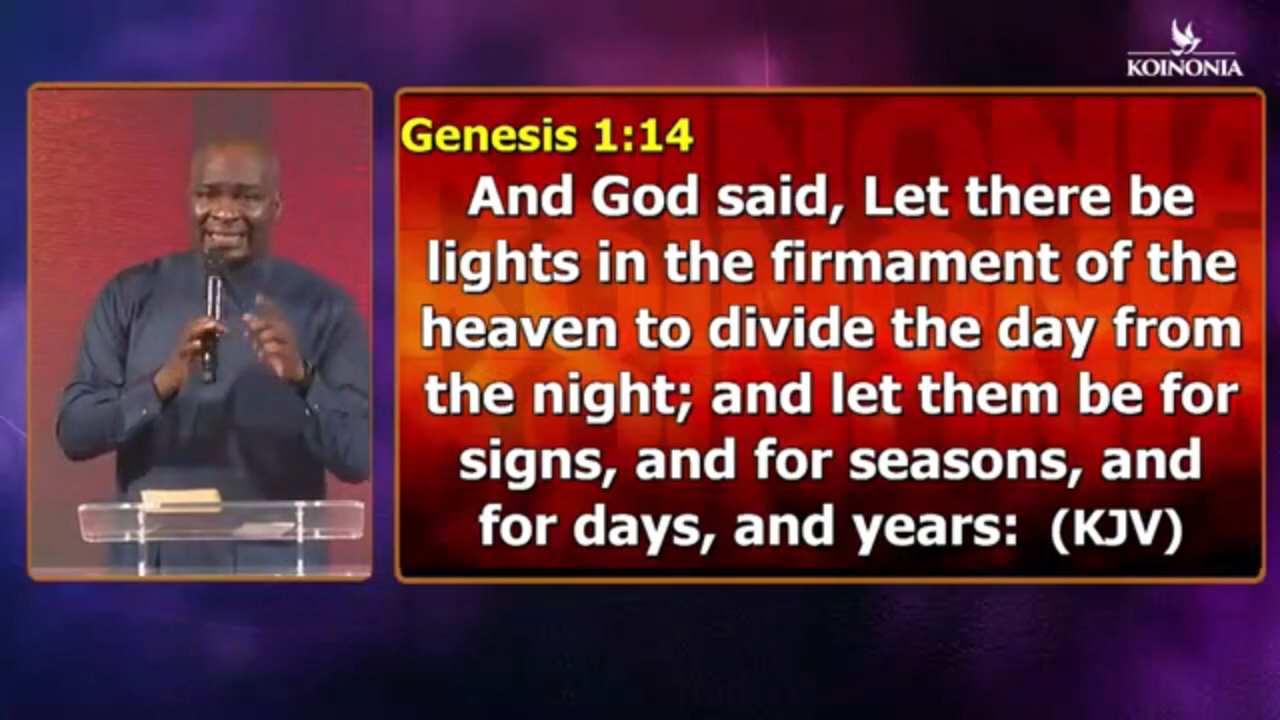 KOINONIA
Genesis 1:14
And God said, Let there be
lights in the firmament of the
heaven to divide the day from
the night; and let them be for
signs, and for seasons, and
for days, and years: (KJV)